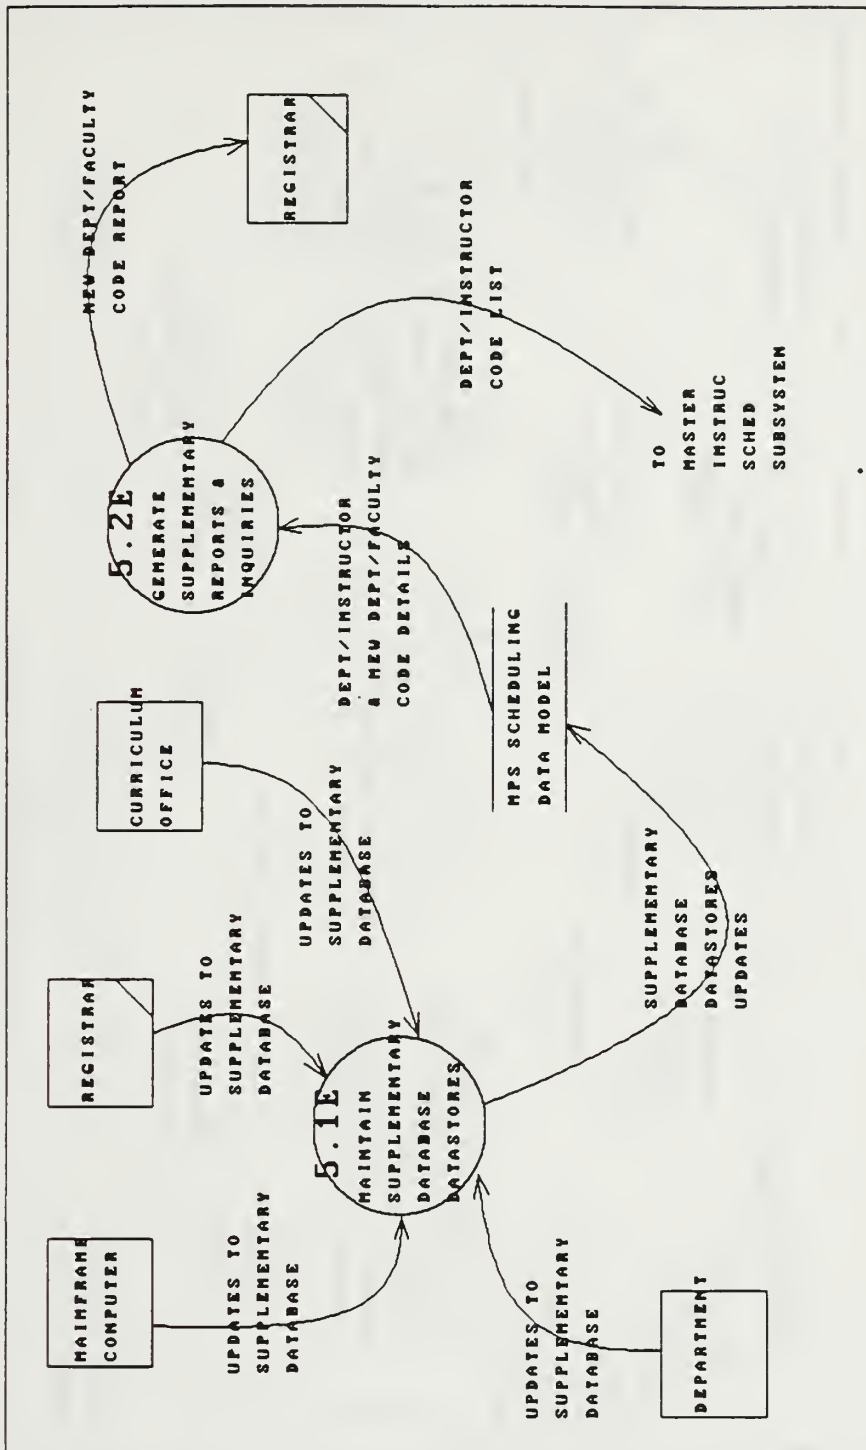 MAINFRAME
COMPUTER
REGISTRAR
CURRICULUM
OFFICE
5.2E
GENERATE
SUPPLEMENTARY
REPORTS &
INQUIRIES
NEW DEPT/FACULTY
CODE REPORT
REGISTRAR
UPDATES TO
SUPPLEMENTARY
DATABASE
UPDATES TO
SUPPLEMENTARY
DATABASE
UPDATES TO
SUPPLEMENTARY
DATABASE
DEPT/INSTRUCTOR
& NEW DEPT/FACULTY
CODE DETAILS
DEPT/INSTRUCTOR
CODE LIST
5.1E
MAINTAIN
SUPPLEMENTARY
DATABASE
DATASTORES
NPS SCHEDULING
DATA MODEL
UPDATES TO
SUPPLEMENTARY
DATABASE
DEPARTMENT
SUPPLEMENTARY
DATABASE
DATASTORES
UPDATES
TO
MASTER
INSTRUC
SCHED
SUBSYSTEM